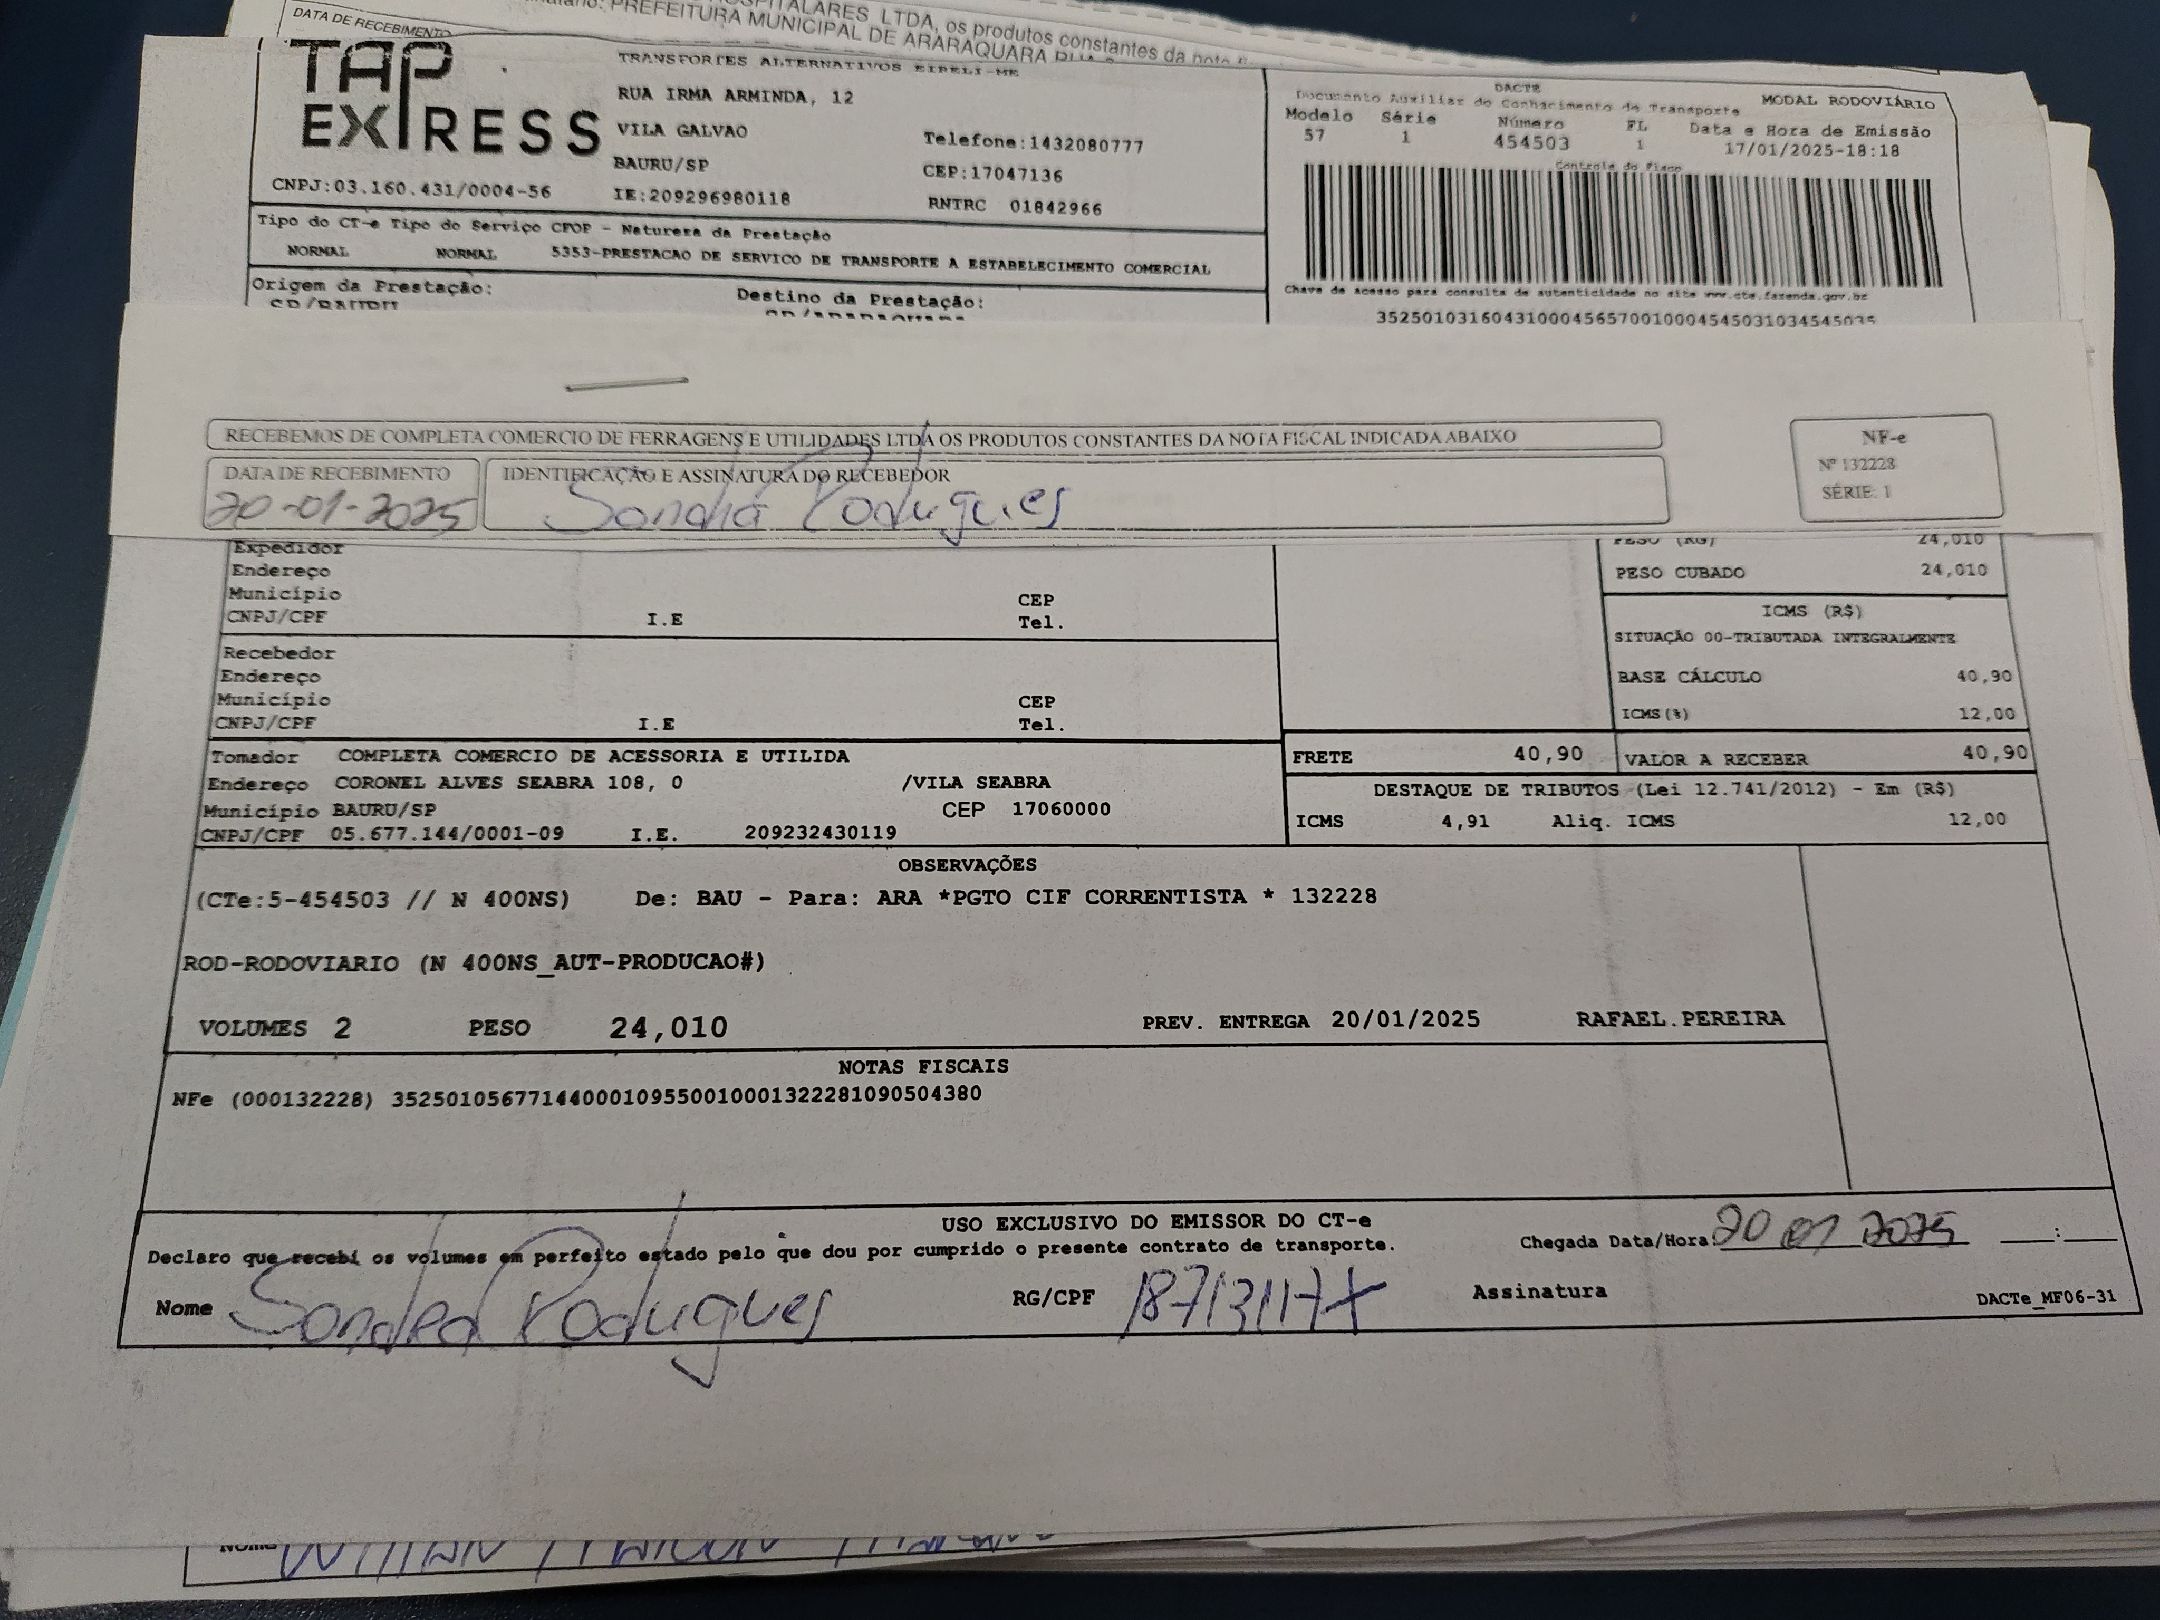 HOSPITALARES LTDA, os produtos constantes da nota
PREFEITURA MUNICIPAL DE ARARAQUARA RUA
DATA DE RECEBIMENTO
TAP EXPRESS
TRANSPORTES ALTERNATIVOS EIRELI-ME
RUA IRMA ARMINDA, 12
VILA GALVAO Telefone:1432080777
BAURU/SP CEP:17047136
CNPJ:03.160.431/0004-56 IE:209296980118 RNTRC 01842966
DACTE
Documento Auxiliar do Conhecimento de Transporte MODAL RODOVIÁRIO
Modelo Série Número FL Data e Hora de Emissão
57 1 454503 1 17/01/2025-18:18
Controle do Fisco
Tipo do CT-e Tipo do Serviço CFOP - Natureza da Prestação
NORMAL NORMAL 5353-PRESTACAO DE SERVICO DE TRANSPORTE A ESTABELECIMENTO COMERCIAL
Origem da Prestação: Destino da Prestação:
SP/BAURU SP/ARARAQUARA
Chave de acesso para consulta de autenticidade no site www.cte.fazenda.gov.br
35250103160431000456570010004545031034545035
RECEBEMOS DE COMPLETA COMERCIO DE FERRAGENS E UTILIDADES LTDA OS PRODUTOS CONSTANTES DA NOTA FISCAL INDICADA ABAIXO
DATA DE RECEBIMENTO IDENTIFICAÇÃO E ASSINATURA DO RECEBEDOR
20-01-2025 Sandra Rodrigues
NF-e
Nº 132228
SÉRIE: 1
Expedidor
Endereço
Município CEP
CNPJ/CPF I.E Tel.
Recebedor
Endereço
Município CEP
CNPJ/CPF I.E Tel.
PESO (KG) 24,010
PESO CUBADO 24,010
ICMS (R$)
SITUAÇÃO 00-TRIBUTADA INTEGRALMENTE
BASE CÁLCULO 40,90
ICMS(%) 12,00
Tomador COMPLETA COMERCIO DE ACESSORIA E UTILIDA
Endereço CORONEL ALVES SEABRA 108, 0 /VILA SEABRA
Município BAURU/SP CEP 17060000
CNPJ/CPF 05.677.144/0001-09 I.E. 209232430119
FRETE 40,90 VALOR A RECEBER 40,90
DESTAQUE DE TRIBUTOS (Lei 12.741/2012) - Em (R$)
ICMS 4,91 Aliq. ICMS 12,00
OBSERVAÇÕES
(CTe:5-454503 // N 400NS) De: BAU - Para: ARA *PGTO CIF CORRENTISTA * 132228
ROD-RODOVIARIO (N 400NS_AUT-PRODUCAO#)
VOLUMES 2 PESO 24,010 PREV. ENTREGA 20/01/2025 RAFAEL.PEREIRA
NOTAS FISCAIS
NFe (000132228) 35250105677144000109550010001322281090504380
USO EXCLUSIVO DO EMISSOR DO CT-e
Declaro que recebi os volumes em perfeito estado pelo que dou por cumprido o presente contrato de transporte. Chegada Data/Hora: 20 01 2025 :
Nome Sandra Rodrigues RG/CPF 18713117X Assinatura DACTe_MF06-31
Nome